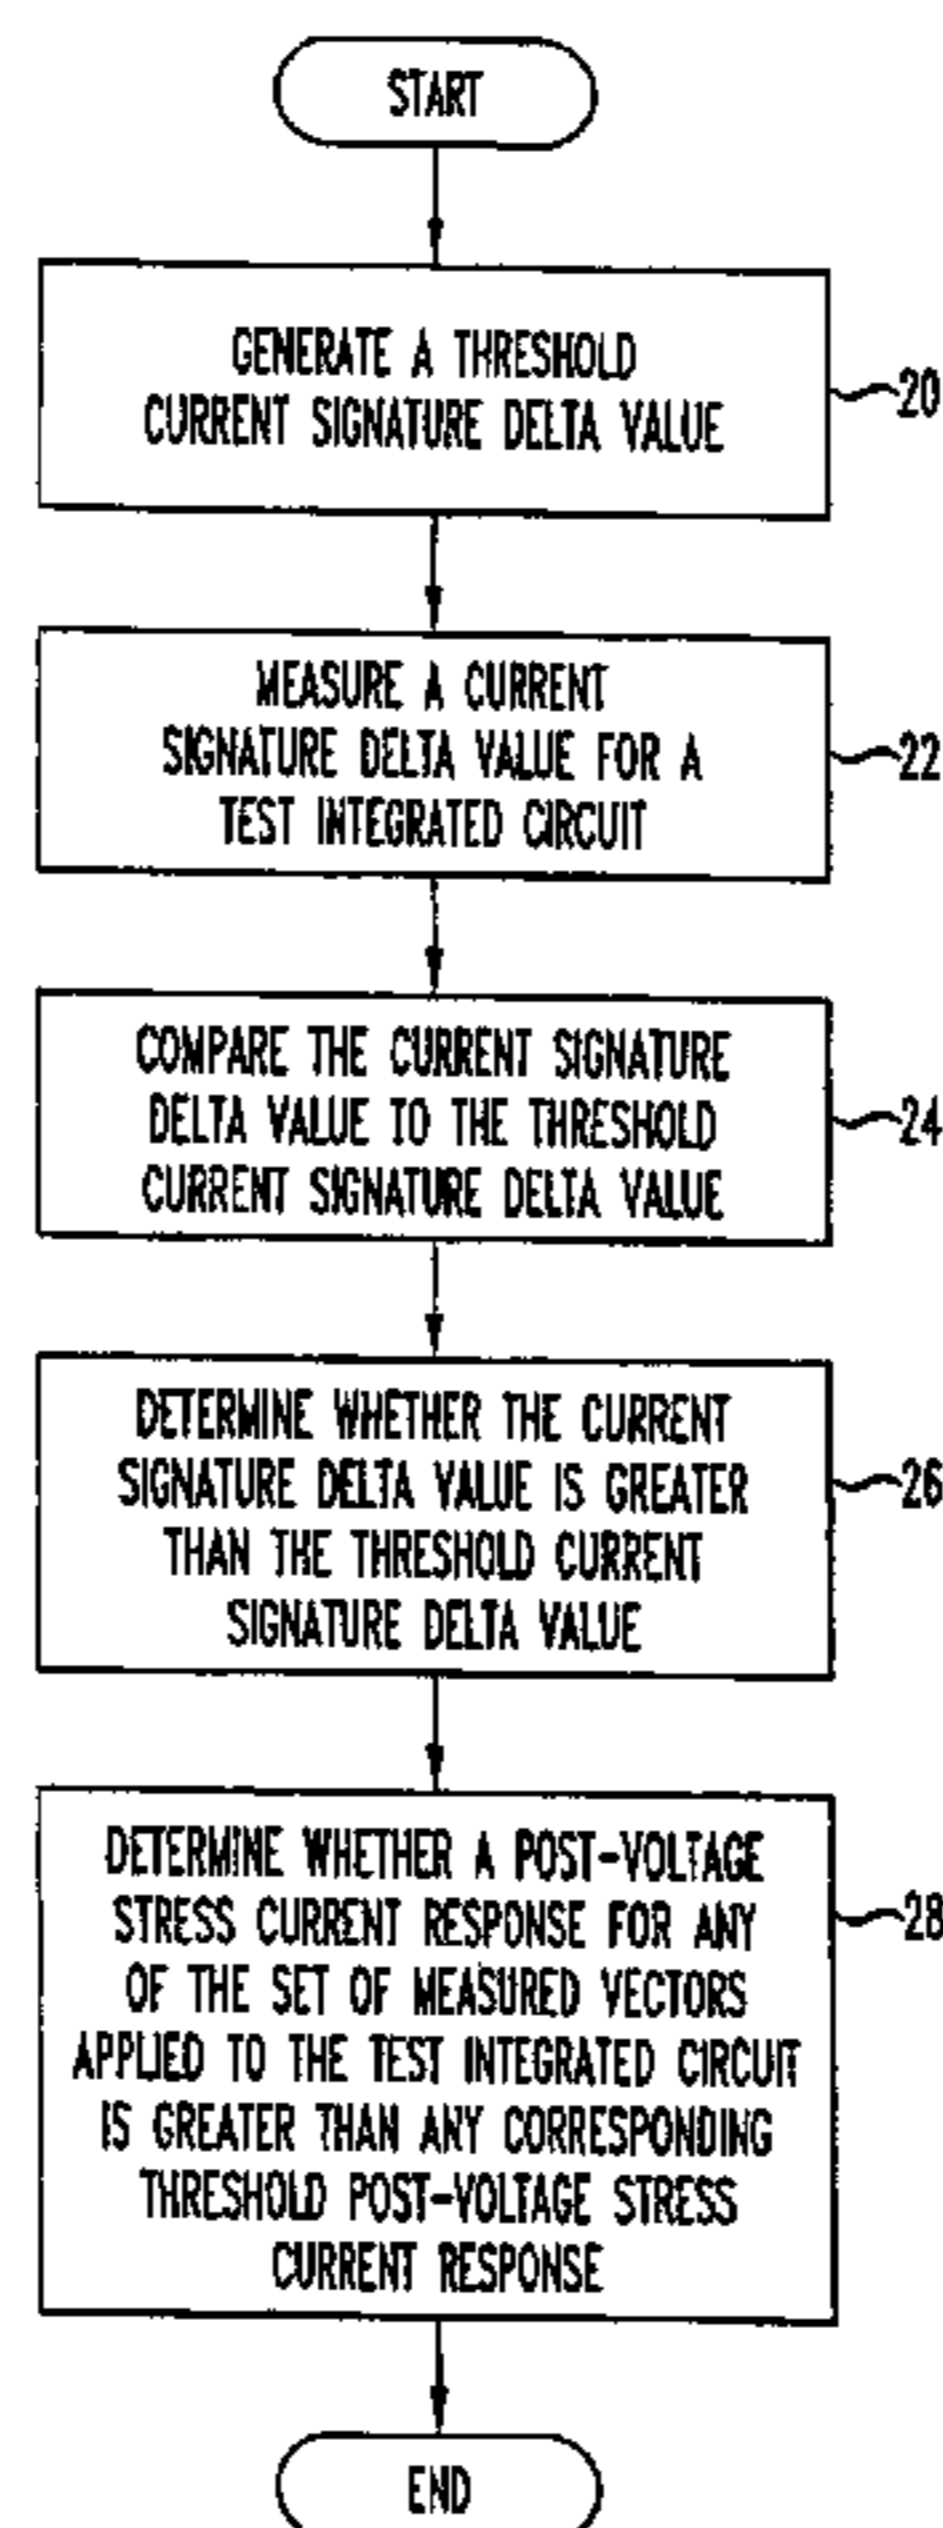 START
GENERATE A THRESHOLD
CURRENT SIGNATURE DELTA VALUE
20
MEASURE A CURRENT
SIGNATURE DELTA VALUE FOR A
TEST INTEGRATED CIRCUIT
22
COMPARE THE CURRENT SIGNATURE
DELTA VALUE TO THE THRESHOLD
CURRENT SIGNATURE DELTA VALUE
24
DETERMINE WHETHER THE CURRENT
SIGNATURE DELTA VALUE IS GREATER
THAN THE THRESHOLD CURRENT
SIGNATURE DELTA VALUE
26
DETERMINE WHETHER A POST-VOLTAGE
STRESS CURRENT RESPONSE FOR ANY
OF THE SET OF MEASURED VECTORS
APPLIED TO THE TEST INTEGRATED CIRCUIT
IS GREATER THAN ANY CORRESPONDING
THRESHOLD POST-VOLTAGE STRESS
CURRENT RESPONSE
28
END